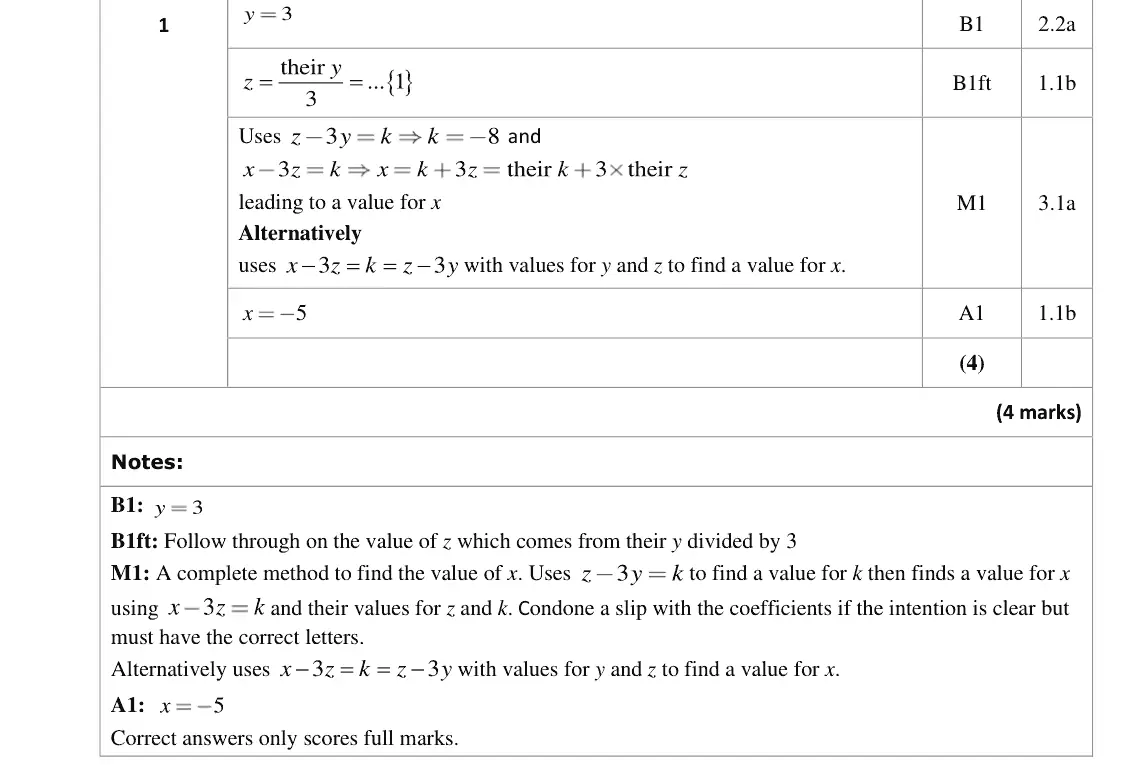 1
y = 3
B1
2.2a
z = their y / 3 = ...{1}
B1ft
1.1b
Uses z − 3y = k ⇒ k = −8 and
x − 3z = k ⇒ x = k + 3z = their k + 3 × their z
leading to a value for x
Alternatively
uses x − 3z = k = z − 3y with values for y and z to find a value for x.
M1
3.1a
x = −5
A1
1.1b
(4)
(4 marks)
Notes:
B1: y = 3
B1ft: Follow through on the value of z which comes from their y divided by 3
M1: A complete method to find the value of x. Uses z − 3y = k to find a value for k then finds a value for x
using x − 3z = k and their values for z and k. Condone a slip with the coefficients if the intention is clear but
must have the correct letters.
Alternatively uses x − 3z = k = z − 3y with values for y and z to find a value for x.
A1: x = −5
Correct answers only scores full marks.